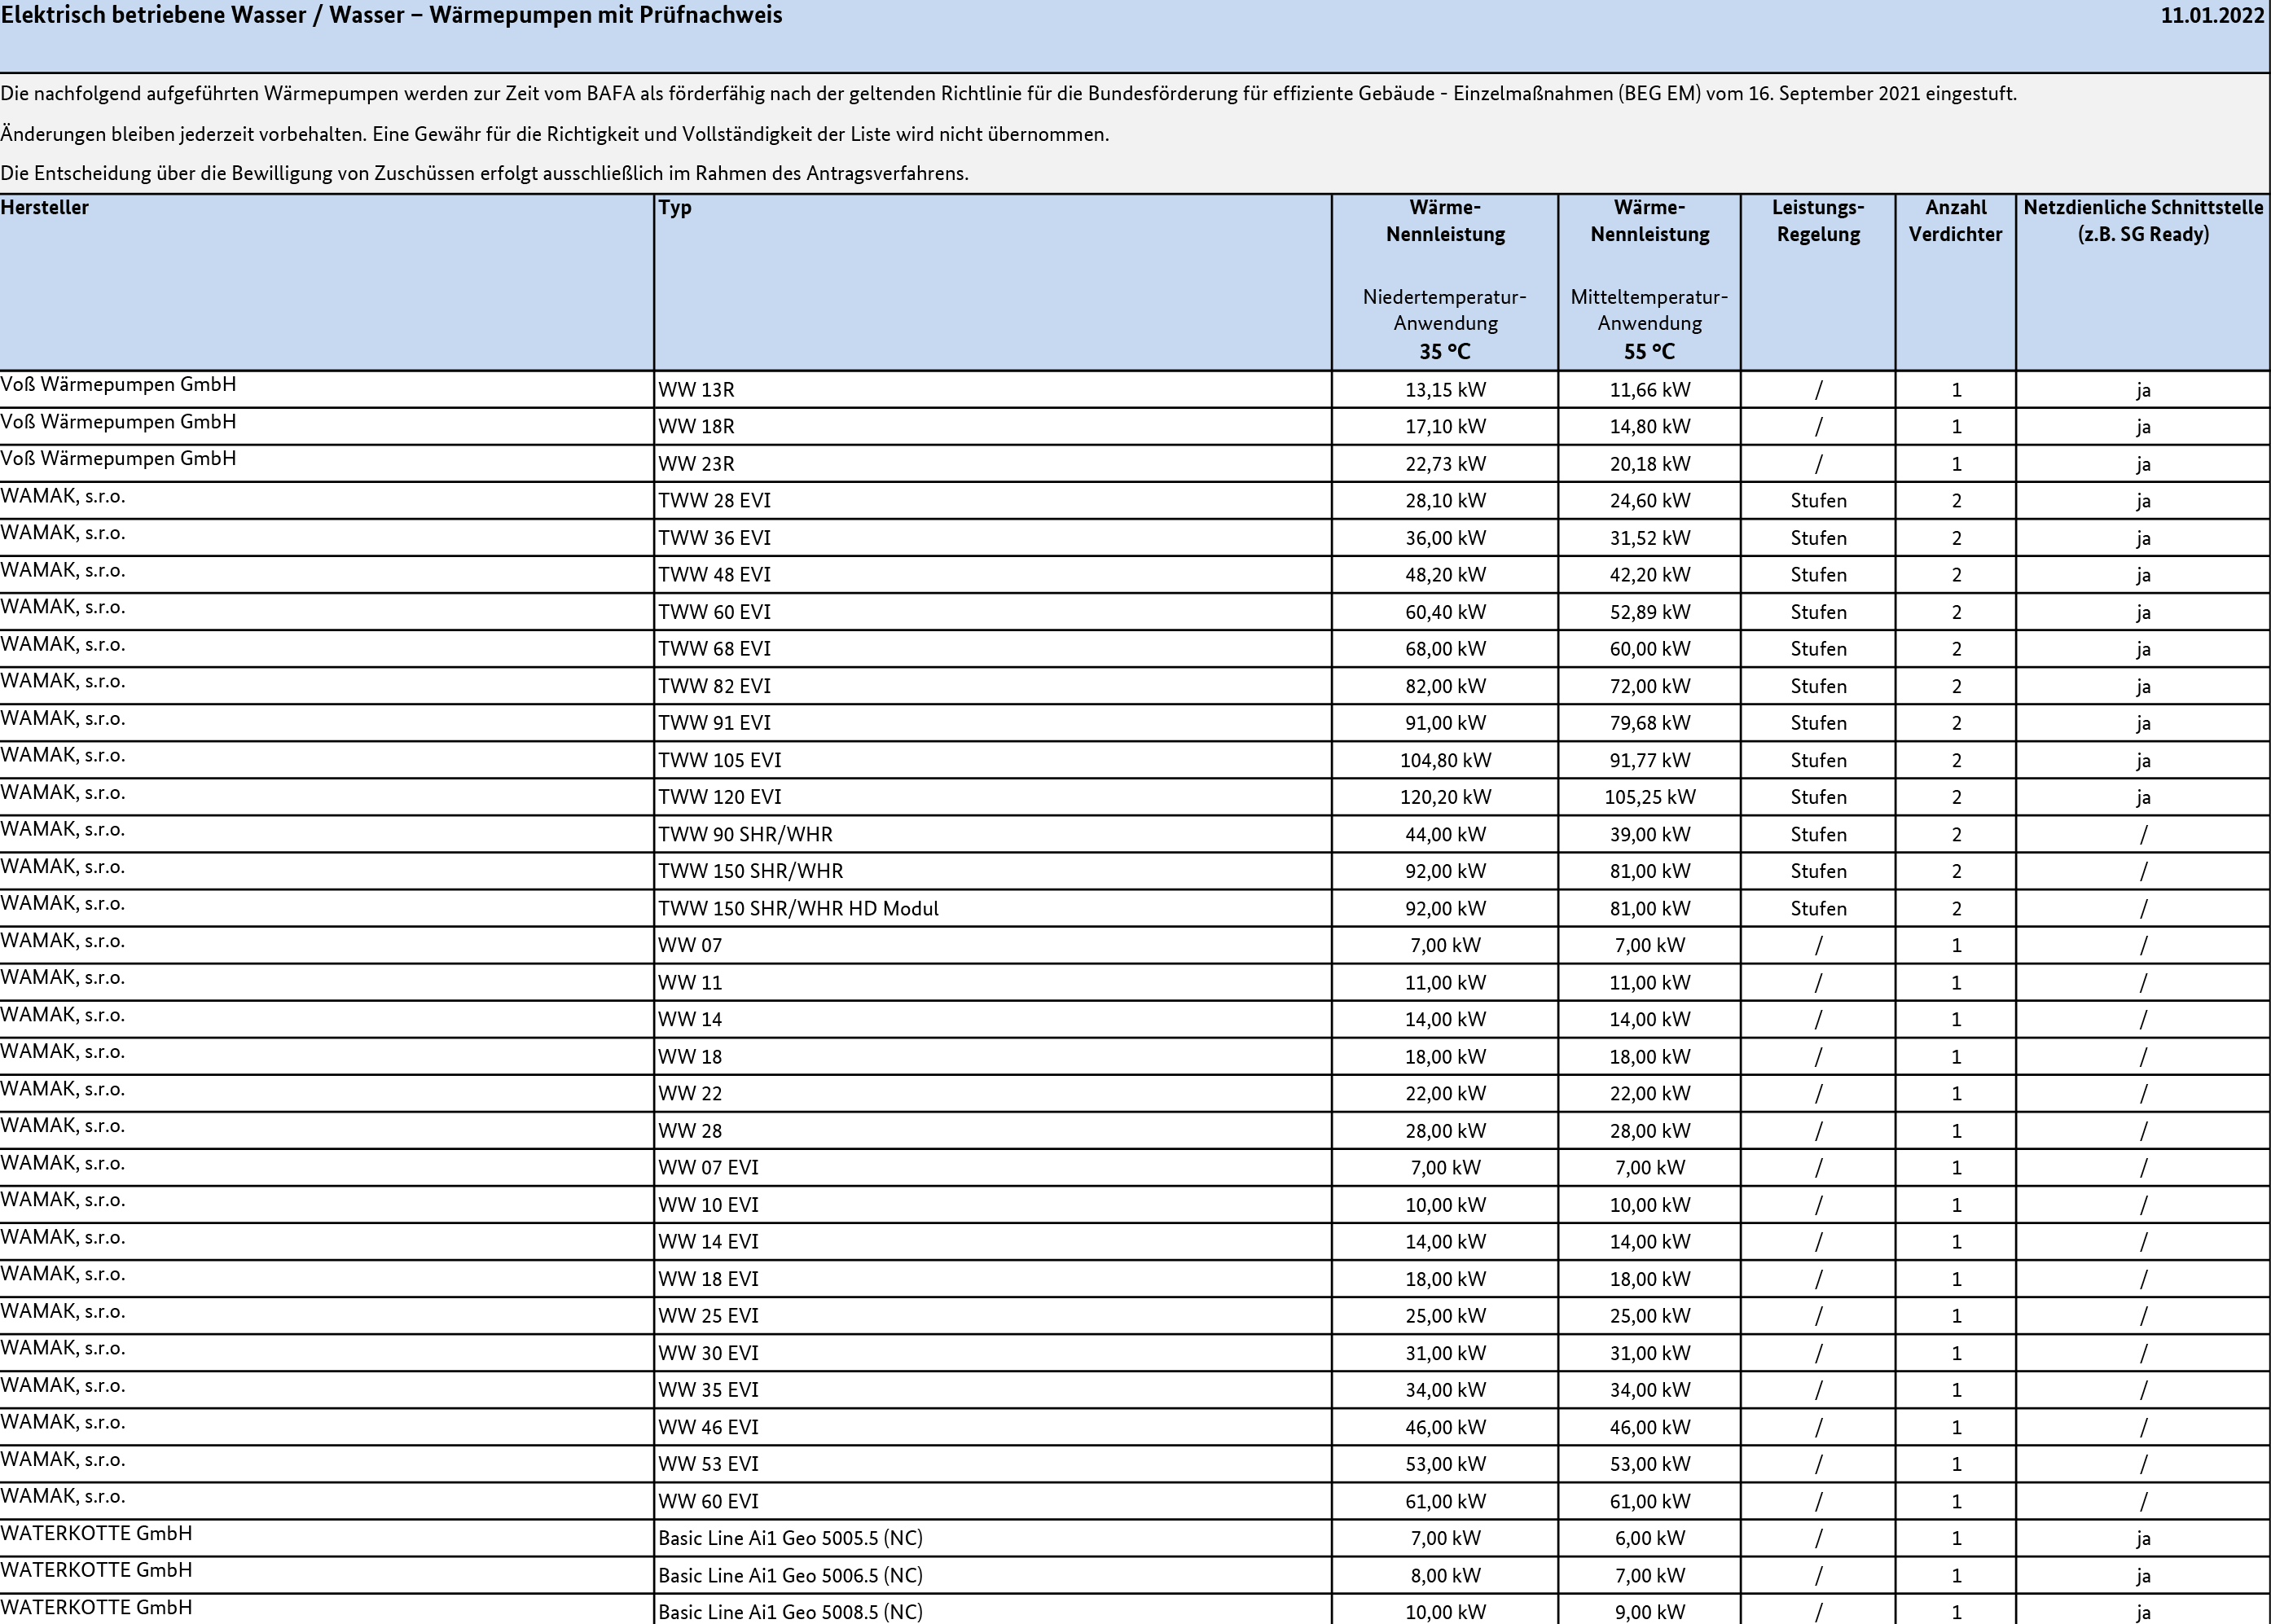 Elektrisch betriebene Wasser / Wasser – Wärmepumpen mit Prüfnachweis 11.01.2022
Die nachfolgend aufgeführten Wärmepumpen werden zur Zeit vom BAFA als förderfähig nach der geltenden Richtlinie für die Bundesförderung für effiziente Gebäude - Einzelmaßnahmen (BEG EM) vom 16. September 2021 eingestuft.
Änderungen bleiben jederzeit vorbehalten. Eine Gewähr für die Richtigkeit und Vollständigkeit der Liste wird nicht übernommen.
Die Entscheidung über die Bewilligung von Zuschüssen erfolgt ausschließlich im Rahmen des Antragsverfahrens.
Hersteller Typ Wärme- Wärme- Leistungs- Anzahl Netzdienliche Schnittstelle
Nennleistung Nennleistung Regelung Verdichter (z.B. SG Ready)
Niedertemperatur- Mitteltemperatur-
Anwendung Anwendung
35 °C 55 °C
Voß Wärmepumpen GmbH WW 13R 13,15 kW 11,66 kW / 1 ja
Voß Wärmepumpen GmbH WW 18R 17,10 kW 14,80 kW / 1 ja
Voß Wärmepumpen GmbH WW 23R 22,73 kW 20,18 kW / 1 ja
WAMAK, s.r.o. TWW 28 EVI 28,10 kW 24,60 kW Stufen 2 ja
WAMAK, s.r.o. TWW 36 EVI 36,00 kW 31,52 kW Stufen 2 ja
WAMAK, s.r.o. TWW 48 EVI 48,20 kW 42,20 kW Stufen 2 ja
WAMAK, s.r.o. TWW 60 EVI 60,40 kW 52,89 kW Stufen 2 ja
WAMAK, s.r.o. TWW 68 EVI 68,00 kW 60,00 kW Stufen 2 ja
WAMAK, s.r.o. TWW 82 EVI 82,00 kW 72,00 kW Stufen 2 ja
WAMAK, s.r.o. TWW 91 EVI 91,00 kW 79,68 kW Stufen 2 ja
WAMAK, s.r.o. TWW 105 EVI 104,80 kW 91,77 kW Stufen 2 ja
WAMAK, s.r.o. TWW 120 EVI 120,20 kW 105,25 kW Stufen 2 ja
WAMAK, s.r.o. TWW 90 SHR/WHR 44,00 kW 39,00 kW Stufen 2 /
WAMAK, s.r.o. TWW 150 SHR/WHR 92,00 kW 81,00 kW Stufen 2 /
WAMAK, s.r.o. TWW 150 SHR/WHR HD Modul 92,00 kW 81,00 kW Stufen 2 /
WAMAK, s.r.o. WW 07 7,00 kW 7,00 kW / 1 /
WAMAK, s.r.o. WW 11 11,00 kW 11,00 kW / 1 /
WAMAK, s.r.o. WW 14 14,00 kW 14,00 kW / 1 /
WAMAK, s.r.o. WW 18 18,00 kW 18,00 kW / 1 /
WAMAK, s.r.o. WW 22 22,00 kW 22,00 kW / 1 /
WAMAK, s.r.o. WW 28 28,00 kW 28,00 kW / 1 /
WAMAK, s.r.o. WW 07 EVI 7,00 kW 7,00 kW / 1 /
WAMAK, s.r.o. WW 10 EVI 10,00 kW 10,00 kW / 1 /
WAMAK, s.r.o. WW 14 EVI 14,00 kW 14,00 kW / 1 /
WAMAK, s.r.o. WW 18 EVI 18,00 kW 18,00 kW / 1 /
WAMAK, s.r.o. WW 25 EVI 25,00 kW 25,00 kW / 1 /
WAMAK, s.r.o. WW 30 EVI 31,00 kW 31,00 kW / 1 /
WAMAK, s.r.o. WW 35 EVI 34,00 kW 34,00 kW / 1 /
WAMAK, s.r.o. WW 46 EVI 46,00 kW 46,00 kW / 1 /
WAMAK, s.r.o. WW 53 EVI 53,00 kW 53,00 kW / 1 /
WAMAK, s.r.o. WW 60 EVI 61,00 kW 61,00 kW / 1 /
WATERKOTTE GmbH Basic Line Ai1 Geo 5005.5 (NC) 7,00 kW 6,00 kW / 1 ja
WATERKOTTE GmbH Basic Line Ai1 Geo 5006.5 (NC) 8,00 kW 7,00 kW / 1 ja
WATERKOTTE GmbH Basic Line Ai1 Geo 5008.5 (NC) 10,00 kW 9,00 kW / 1 ja